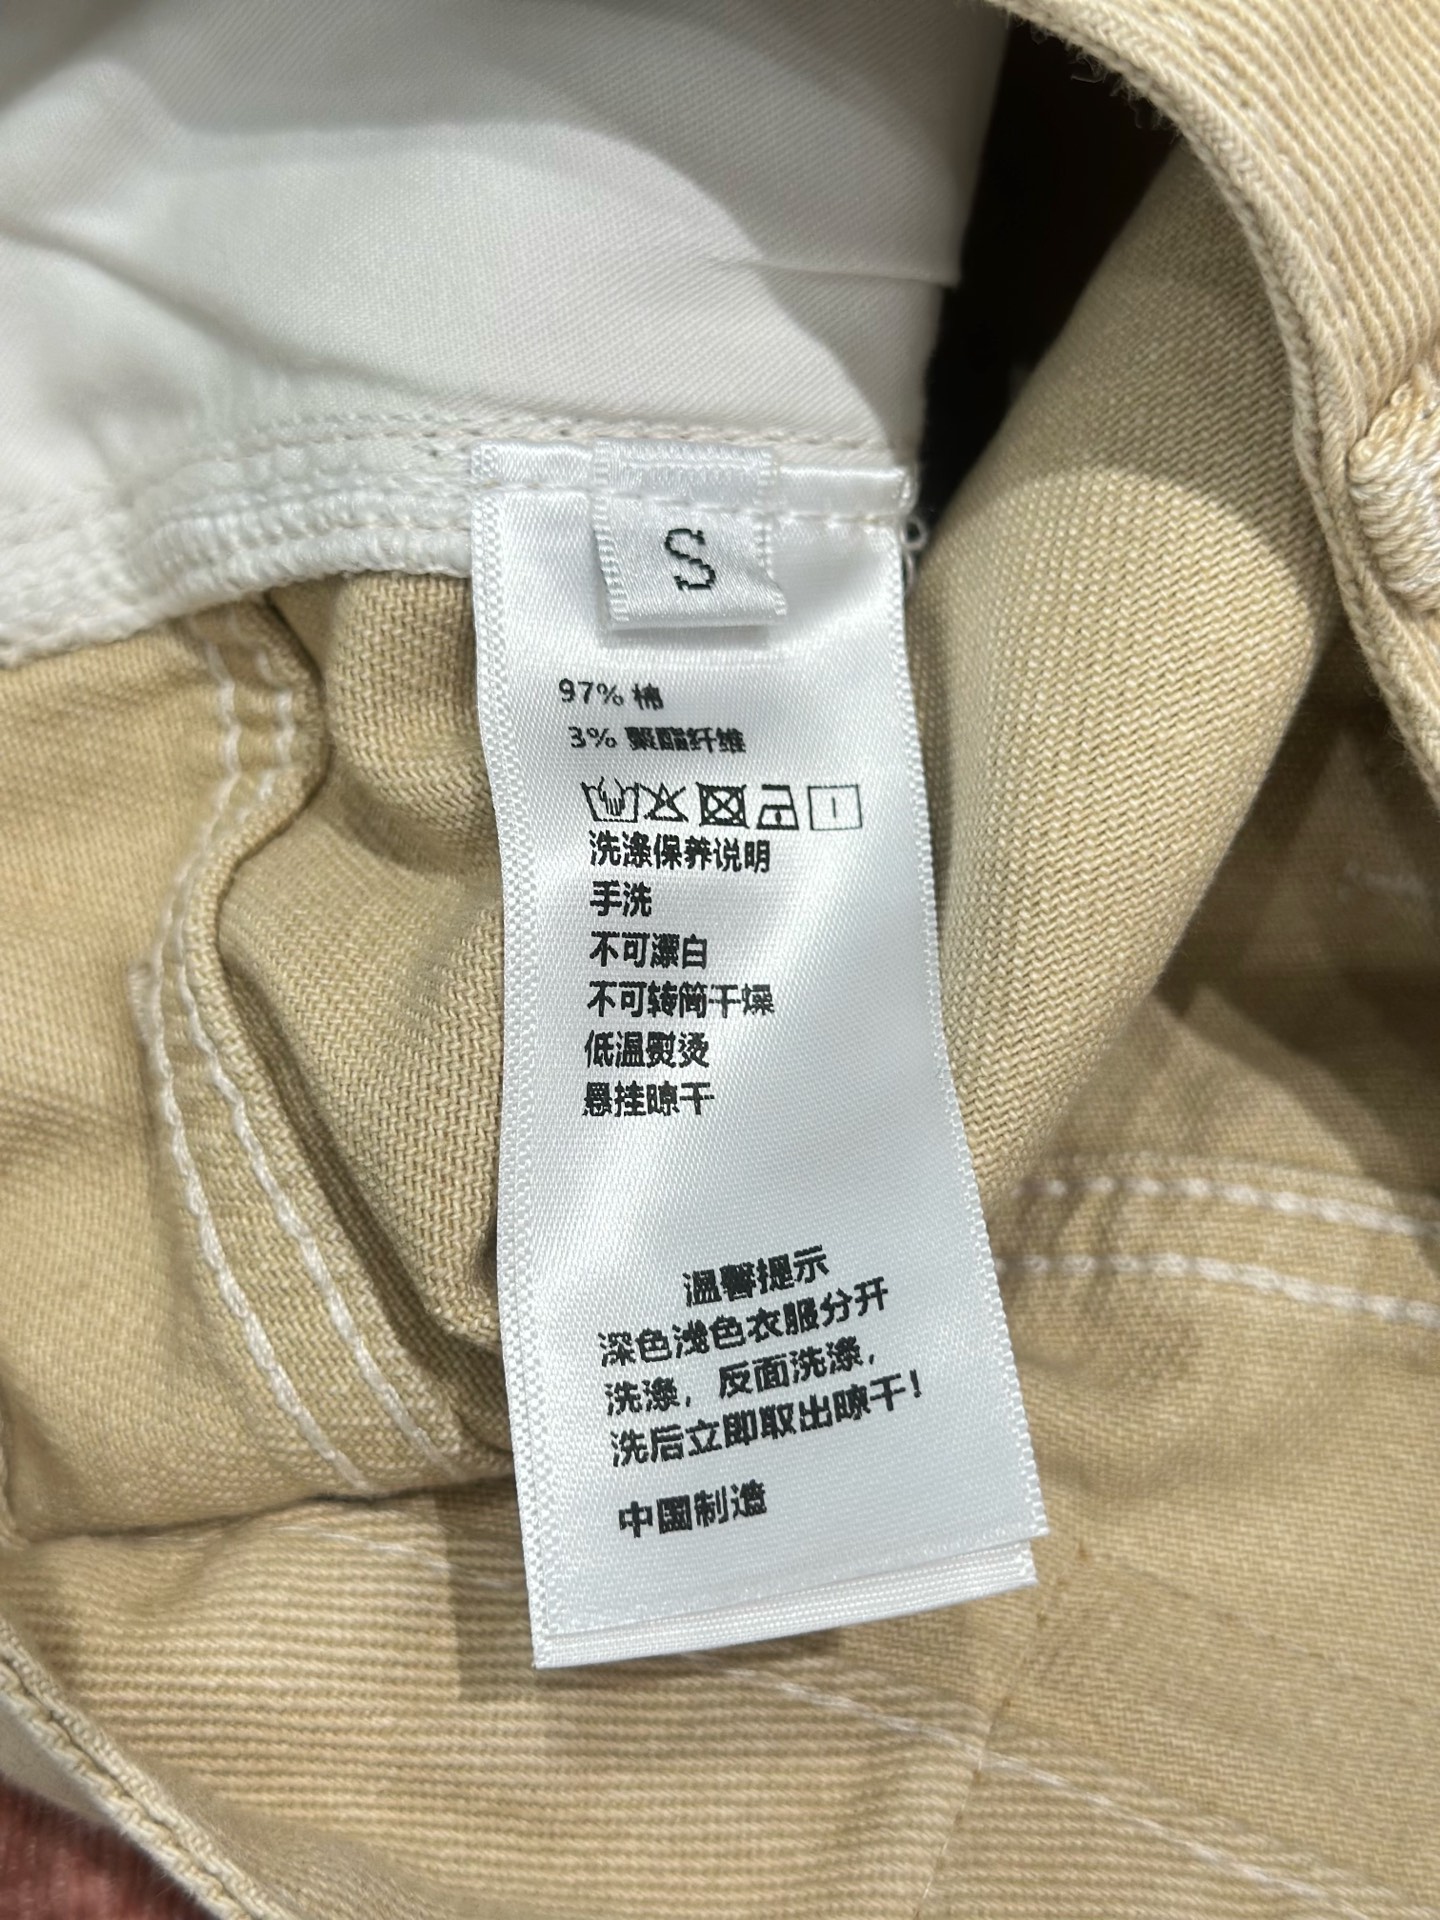 S
97% 棉
3% 聚酯纤维
洗涤保养说明
手洗
不可漂白
不可转筒干燥
低温熨烫
悬挂晾干
温馨提示
深色浅色衣服分开
洗涤，反面洗涤，
洗后立即取出晾干！
中国制造